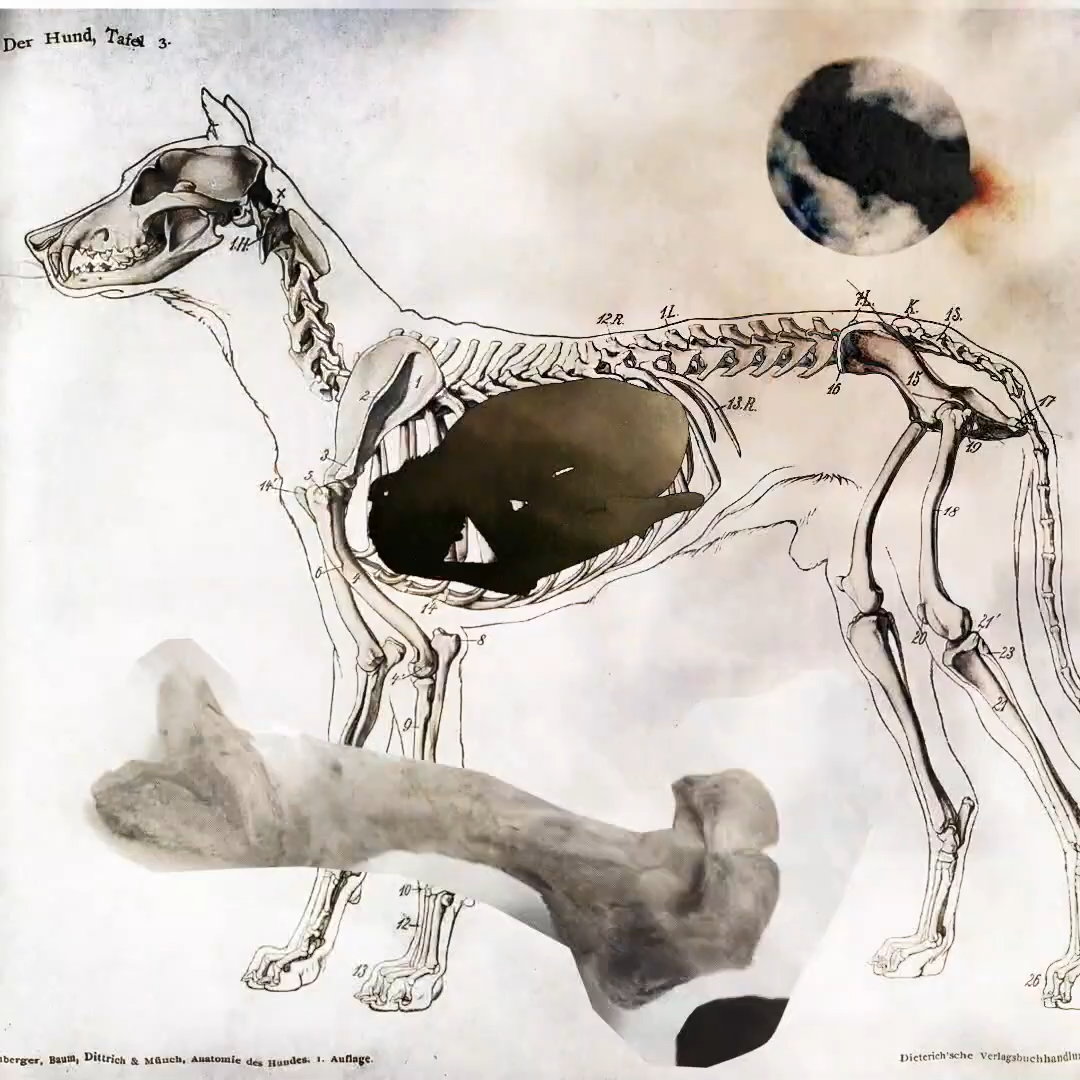 Der Hund, Tafel 3.
x
1.H.
12.R.
1.L.
7.L.
K.
1.S.
2
1
16
15
13.R.
17
3
19
5
14'
18
6
4
14
8
20
21'
23
9
21
10
12
13
26
berger, Baum, Dittrich & Münch, Anatomie des Hundes. 1. Auflage.
Dieterich'sche Verlagsbuchhandlu